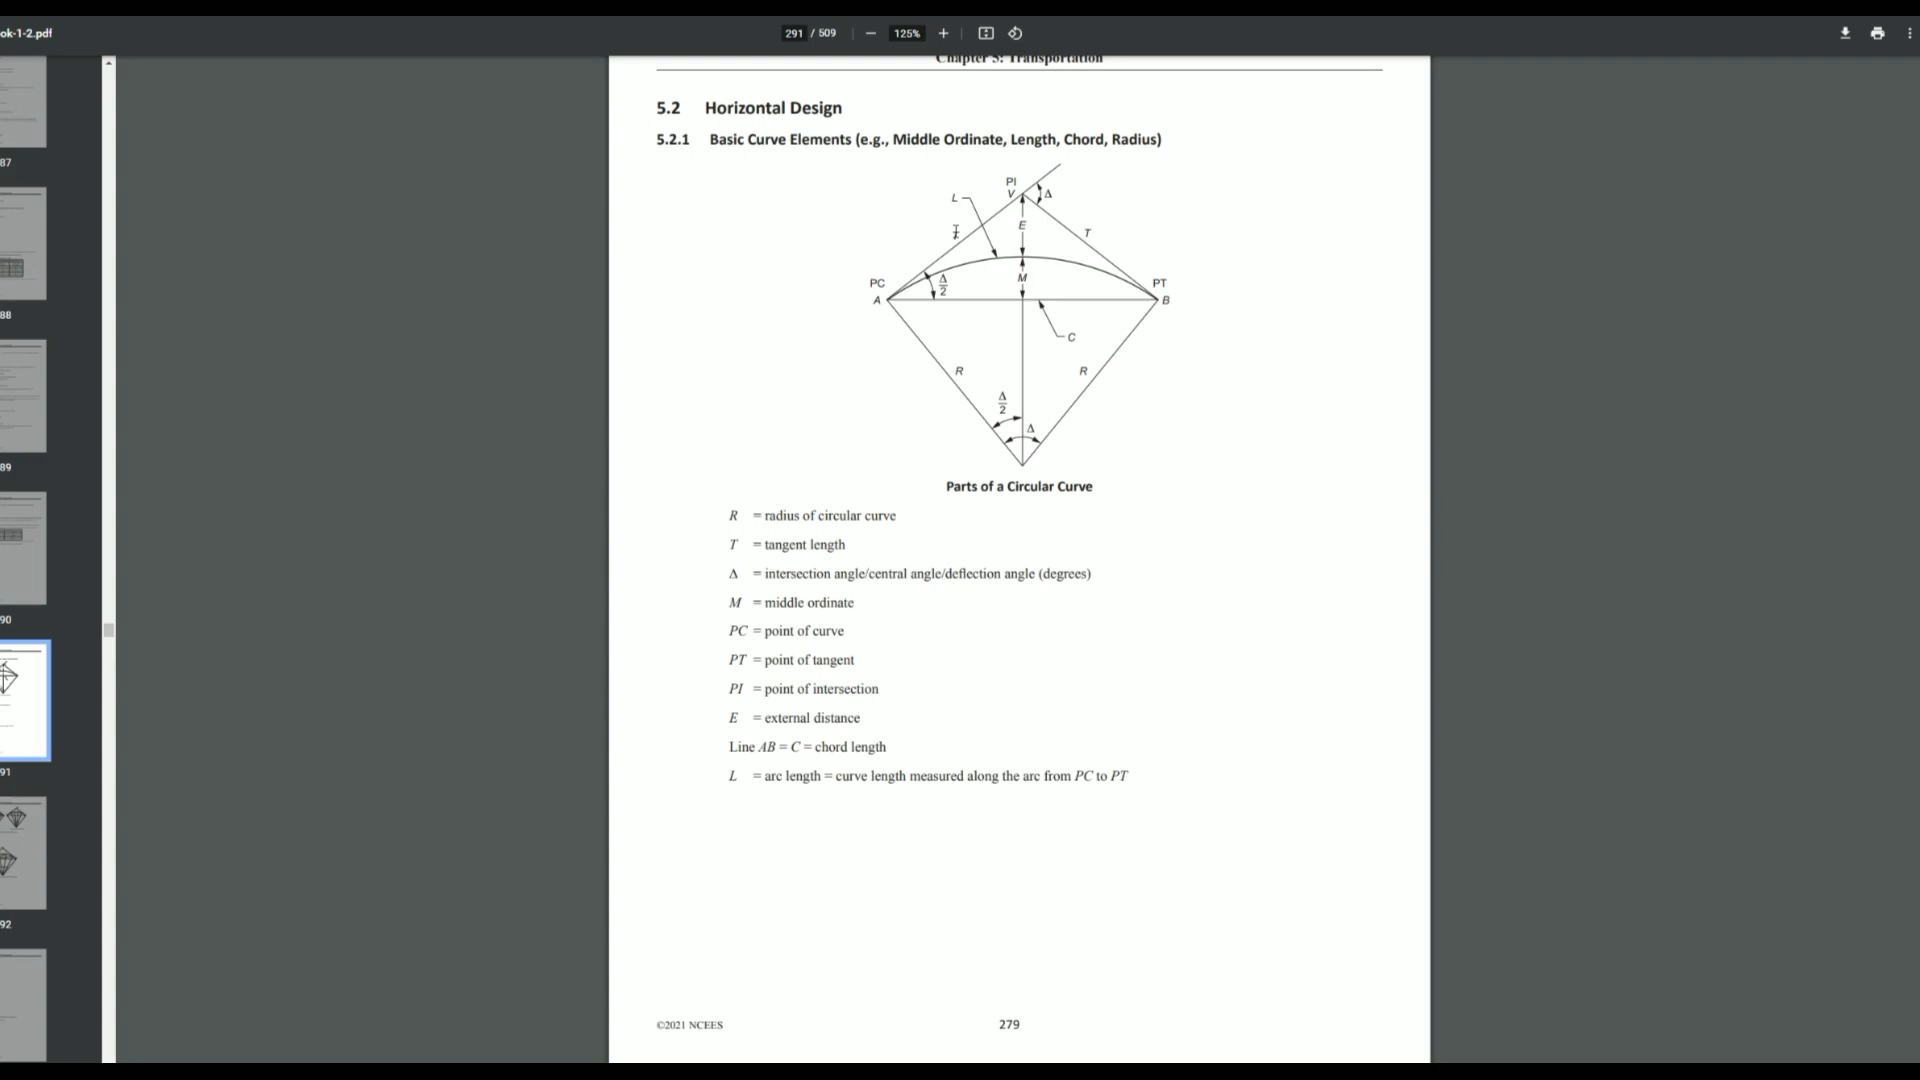 ok-1-2.pdf
291 / 509
125%
Chapter 5: Transportation
5.2 Horizontal Design
5.2.1 Basic Curve Elements (e.g., Middle Ordinate, Length, Chord, Radius)
PI
V
Δ
L
E
T
T
PC
A
Δ
2
M
PT
B
C
R
R
Δ
2
Δ
Parts of a Circular Curve
R = radius of circular curve
T = tangent length
Δ = intersection angle/central angle/deflection angle (degrees)
M = middle ordinate
PC = point of curve
PT = point of tangent
PI = point of intersection
E = external distance
Line AB = C = chord length
L = arc length = curve length measured along the arc from PC to PT
©2021 NCEES
279
87
88
89
90
91
92